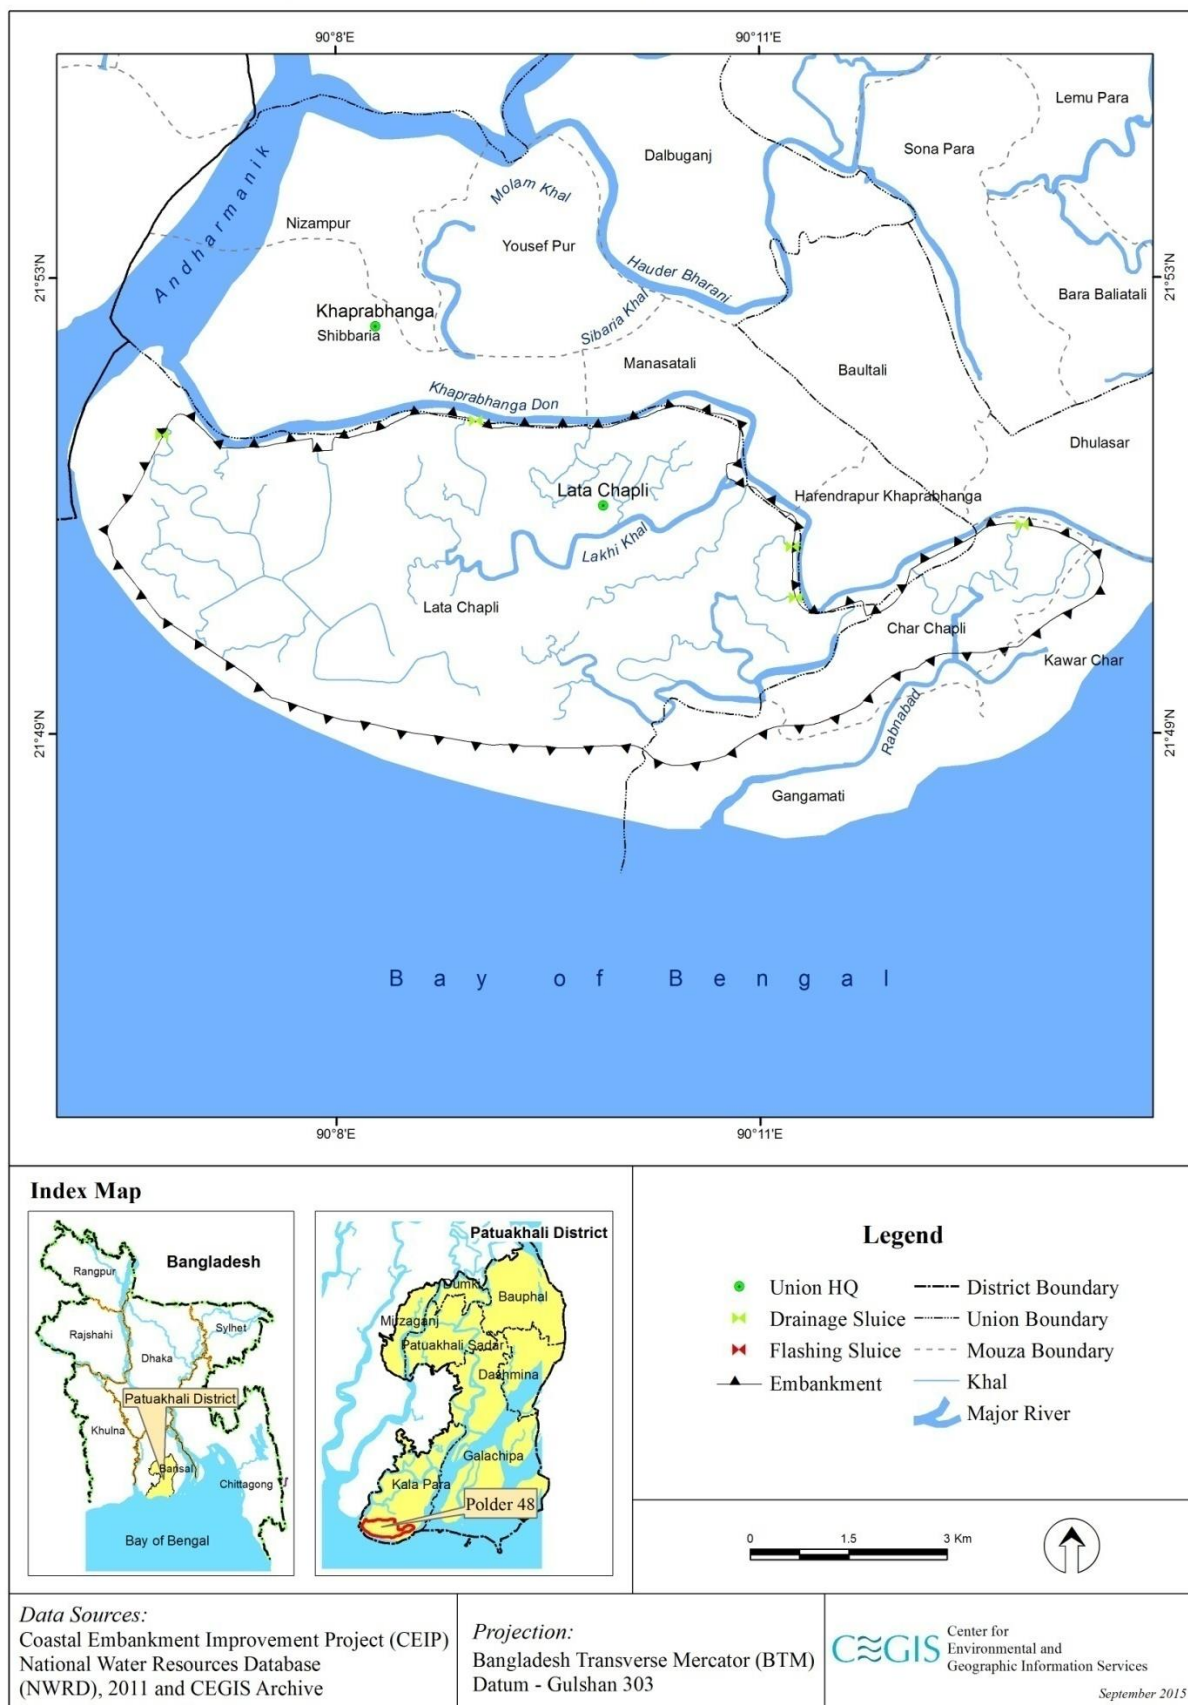 90°8'E
90°11'E
Lemu Para
Sona Para
Dalbuganj
Andharmanik
Molam Khal
Nizampur
Yousef Pur
21°53'N
Hauder Bharani
21°53'N
Bara Baliatali
Khaprabhanga
Shibbaria
Sibaria Khal
Manasatali
Baultali
Khaprabhanga Don
Dhulasar
Lata Chapli
Hafendrapur Khaprabhanga
Lakhi Khal
Lata Chapli
Char Chapli
Kawar Char
21°49'N
Rabnabad
21°49'N
Gangamati
Bay of Bengal
90°8'E
90°11'E
Index Map
Bangladesh
Rangpur
Rajshahi
Sylhet
Dhaka
Patuakhali District
Khulna
Barisal
Chittagong
Bay of Bengal
Patuakhali District
Dumki
Bauphal
Mirzaganj
Patuakhali Sadar
Dashmina
Galachipa
Kala Para
Polder 48
Legend
Union HQ
Drainage Sluice
Flashing Sluice
Embankment
District Boundary
Union Boundary
Mouza Boundary
Khal
Major River
0 1.5 3 Km
Data Sources:
Coastal Embankment Improvement Project (CEIP)
National Water Resources Database
(NWRD), 2011 and CEGIS Archive
Projection:
Bangladesh Transverse Mercator (BTM)
Datum - Gulshan 303
CEGIS
Center for
Environmental and
Geographic Information Services
September 2015